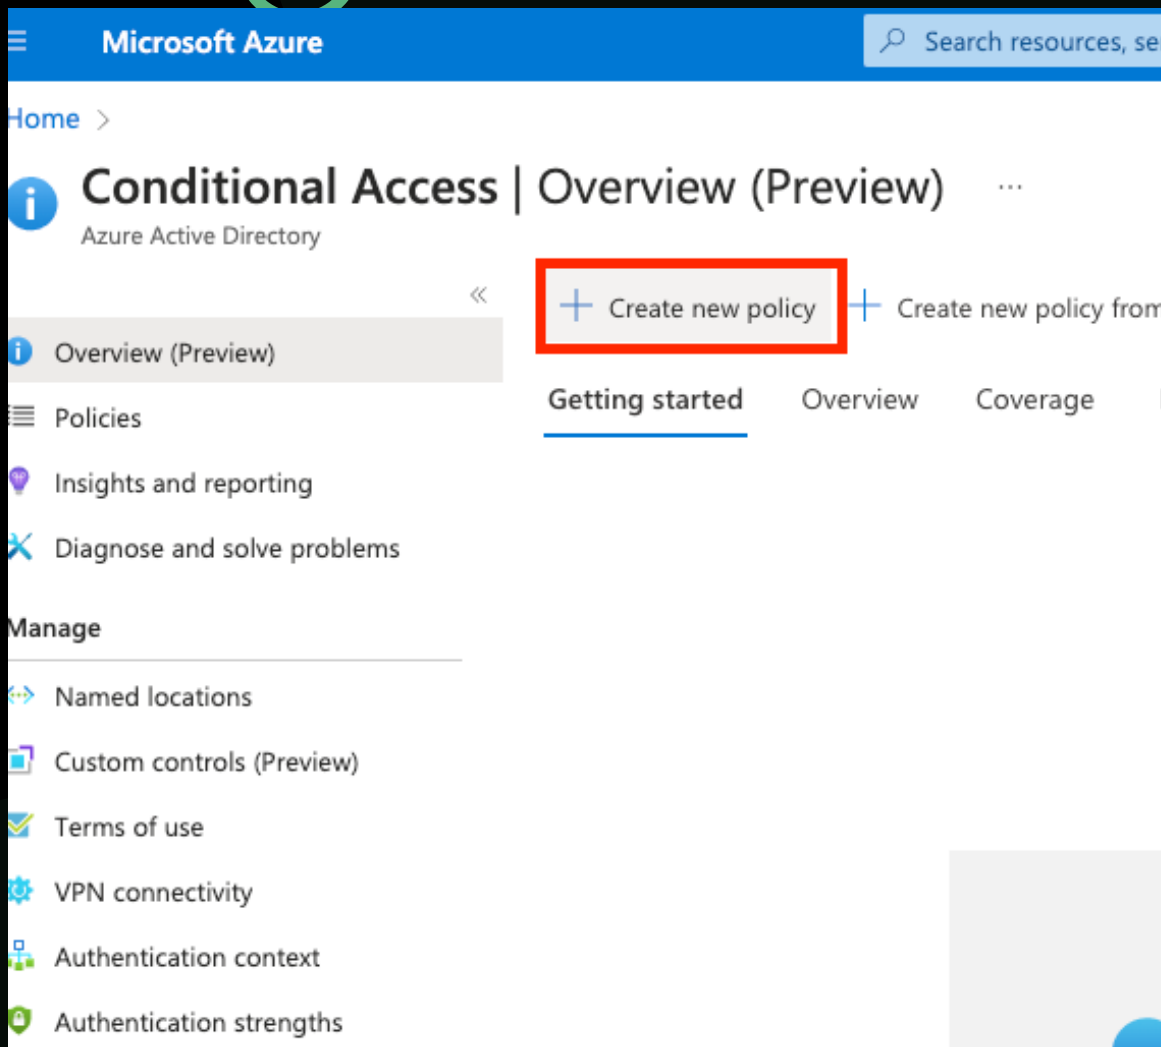 Microsoft Azure
Search resources, se
Home >
Conditional Access | Overview (Preview) ...
Azure Active Directory
«
+ Create new policy + Create new policy from
Overview (Preview)
Policies
Insights and reporting
Diagnose and solve problems
Manage
Named locations
Custom controls (Preview)
Terms of use
VPN connectivity
Authentication context
Authentication strengths
Getting started Overview Coverage